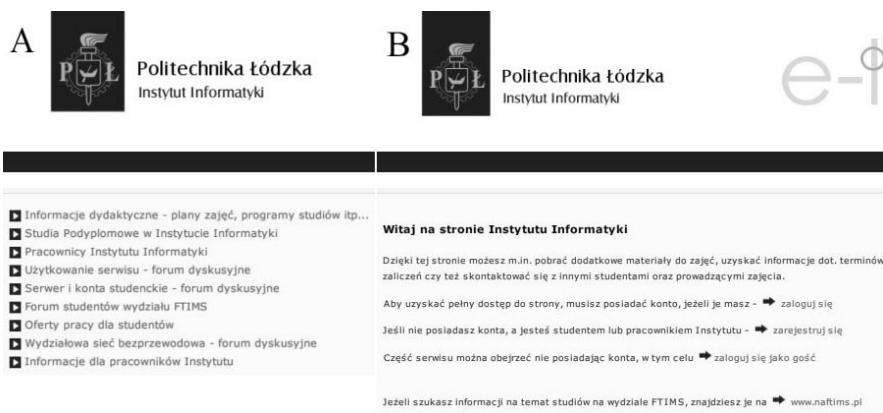 A
P Ł
Politechnika Łódzka
Instytut Informatyki
Informacje dydaktyczne - plany zajęć, programy studiów itp...
Studia Podyplomowe w Instytucie Informatyki
Pracownicy Instytutu Informatyki
Użytkowanie serwisu - forum dyskusyjne
Serwer i konta studenckie - forum dyskusyjne
Forum studentów wydziału FTIMS
Oferty pracy dla studentów
Wydziałowa sieć bezprzewodowa - forum dyskusyjne
Informacje dla pracowników Instytutu
B
P Ł
Politechnika Łódzka
Instytut Informatyki
e-
Witaj na stronie Instytutu Informatyki
Dzięki tej stronie możesz m.in. pobrać dodatkowe materiały do zajęć, uzyskać informacje dot. terminów
zaliczeń czy też skontaktować się z innymi studentami oraz prowadzącymi zajęcia.
Aby uzyskać pełny dostęp do strony, musisz posiadać konto, jeżeli je masz - zaloguj się
Jeśli nie posiadasz konta, a jesteś studentem lub pracownikiem Instytutu - zarejestruj się
Część serwisu można obejrzeć nie posiadając konta, w tym celu zaloguj się jako gość
Jeżeli szukasz informacji na temat studiów na wydziale FTIMS, znajdziesz je na www.naftims.pl